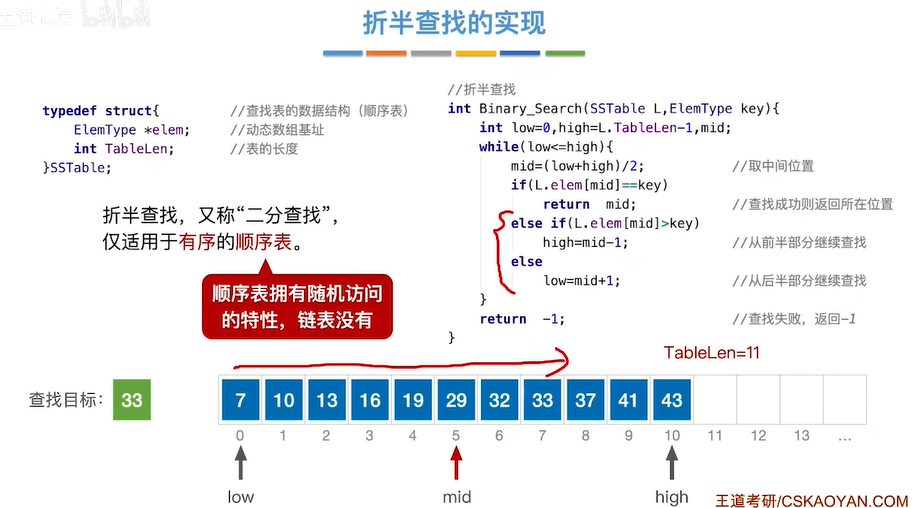 王道论坛 bilibili
折半查找的实现
typedef struct{ //查找表的数据结构（顺序表）
ElemType *elem; //动态数组基址
int TableLen; //表的长度
}SSTable;
折半查找，又称“二分查找”，
仅适用于有序的顺序表。
顺序表拥有随机访问
的特性，链表没有
//折半查找
int Binary_Search(SSTable L,ElemType key){
int low=0,high=L.TableLen-1,mid;
while(low<=high){
mid=(low+high)/2; //取中间位置
if(L.elem[mid]==key)
return mid; //查找成功则返回所在位置
else if(L.elem[mid]>key)
high=mid-1; //从前半部分继续查找
else
low=mid+1; //从后半部分继续查找
}
return -1; //查找失败，返回-1
}
TableLen=11
查找目标： 33
7 10 13 16 19 29 32 33 37 41 43
0 1 2 3 4 5 6 7 8 9 10 11 12 13 ...
low mid high
王道考研/CSKAOYAN.COM